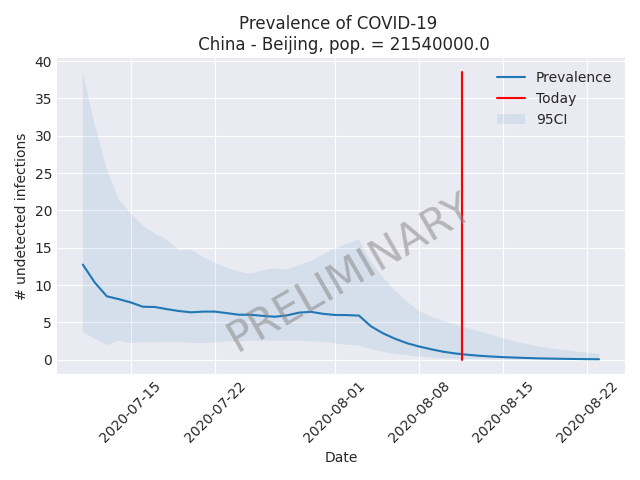 Prevalence of COVID-19
China - Beijing, pop. = 21540000.0
# undetected infections
40
35
30
25
20
15
10
5
0
Prevalence
Today
95CI
PRELIMINARY
2020-07-15
2020-07-22
2020-08-01
2020-08-08
2020-08-15
2020-08-22
Date